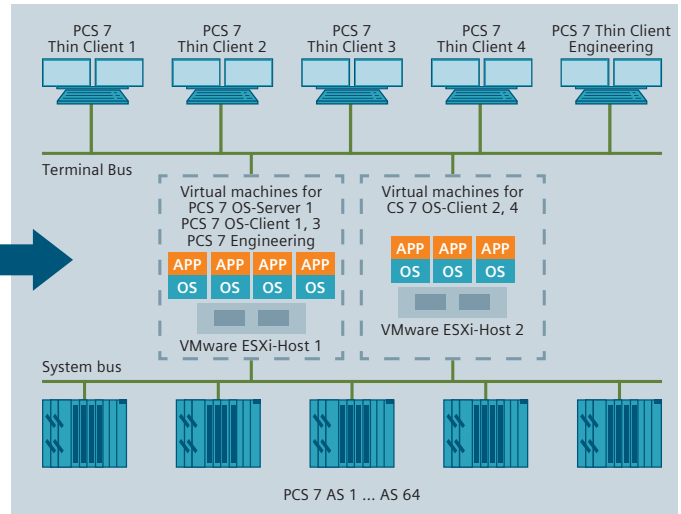 PCS 7
Thin Client 1
PCS 7
Thin Client 2
PCS 7
Thin Client 3
PCS 7
Thin Client 4
PCS 7 Thin Client
Engineering
Terminal Bus
Virtual machines for
PCS 7 OS-Server 1
PCS 7 OS-Client 1, 3
PCS 7 Engineering
APP APP APP APP
OS OS OS OS
VMware ESXi-Host 1
Virtual machines for
CS 7 OS-Client 2, 4
APP APP APP
OS OS OS
VMware ESXi-Host 2
System bus
PCS 7 AS 1 ... AS 64